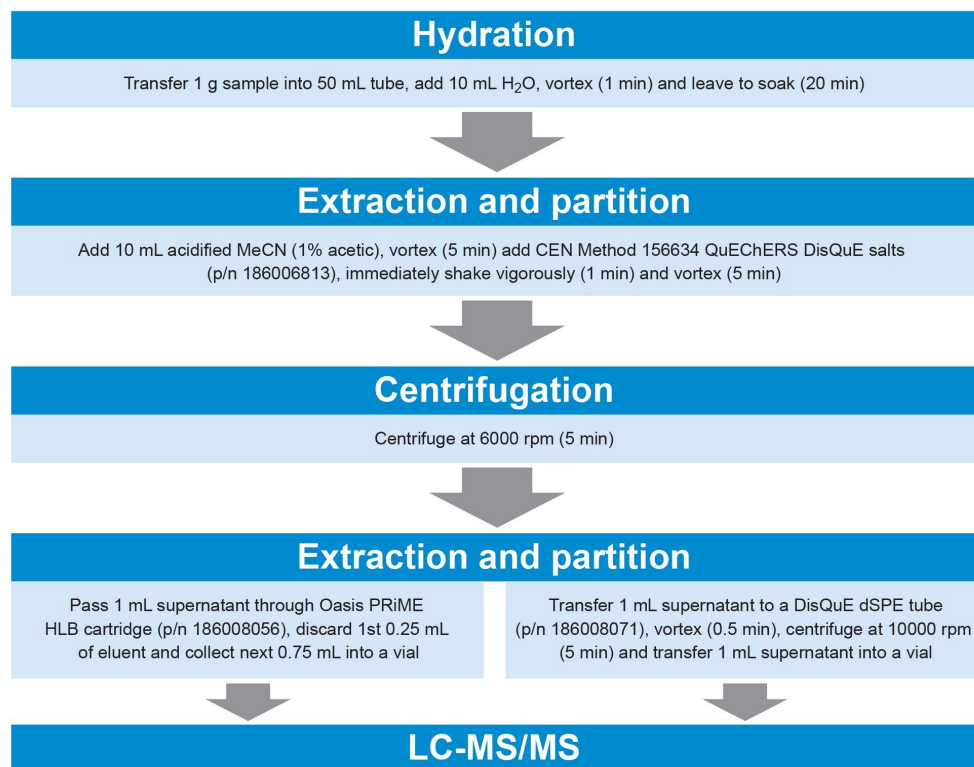 Hydration
Transfer 1 g sample into 50 mL tube, add 10 mL H₂O, vortex (1 min) and leave to soak (20 min)
Extraction and partition
Add 10 mL acidified MeCN (1% acetic), vortex (5 min) add CEN Method 156634 QuEChERS DisQuE salts
(p/n 186006813), immediately shake vigorously (1 min) and vortex (5 min)
Centrifugation
Centrifuge at 6000 rpm (5 min)
Extraction and partition
Pass 1 mL supernatant through Oasis PRiME
HLB cartridge (p/n 186008056), discard 1st 0.25 mL
of eluent and collect next 0.75 mL into a vial
Transfer 1 mL supernatant to a DisQuE dSPE tube
(p/n 186008071), vortex (0.5 min), centrifuge at 10000 rpm
(5 min) and transfer 1 mL supernatant into a vial
LC-MS/MS